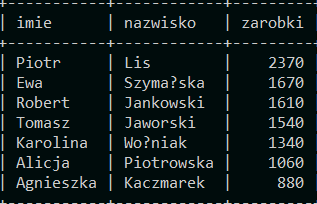 imie | nazwisko | zarobki
Piotr | Lis | 2370
Ewa | Szyma?ska | 1670
Robert | Jankowski | 1610
Tomasz | Jaworski | 1540
Karolina | Wo?niak | 1340
Alicja | Piotrowska | 1060
Agnieszka | Kaczmarek | 880